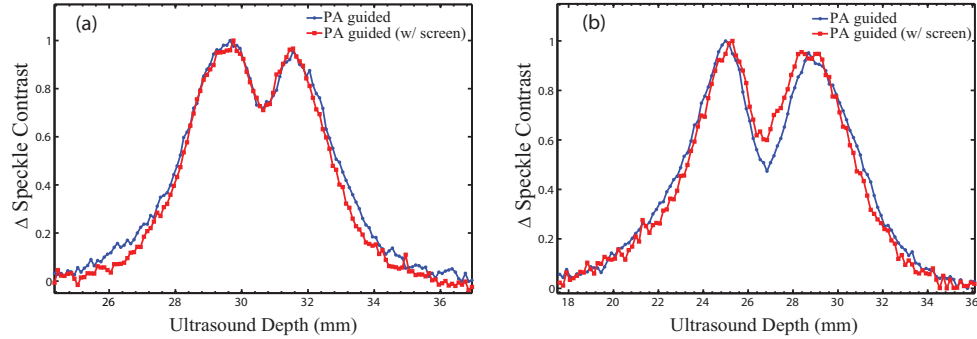 (a)
PA guided
PA guided (w/ screen)
1
0.8
0.6
0.4
0.2
0
Δ Speckle Contrast
26 28 30 32 34 36
Ultrasound Depth (mm)
(b)
PA guided
PA guided (w/ screen)
1
0.8
0.6
0.4
0.2
0
Δ Speckle Contrast
18 20 22 24 26 28 30 32 34 36
Ultrasound Depth (mm)